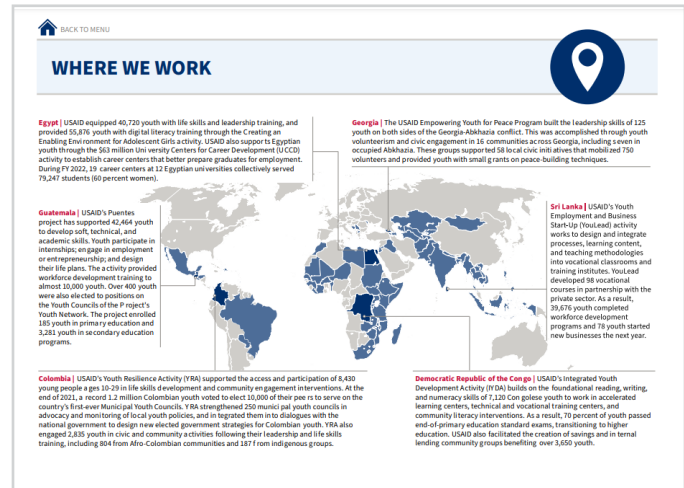 BACK TO MENU
WHERE WE WORK
Egypt | USAID equipped 40,720 youth with life skills and leadership training, and
provided 55,876 youth with digital literacy training through the Creating an
Enabling Environment for Adolescent Girls activity. USAID also supports Egyptian
youth through the $63 million University Centers for Career Development (UCCD)
activity to establish career centers that better prepare graduates for employment.
During FY 2022, 19 career centers at 12 Egyptian universities collectively served
79,247 students (60 percent women).
Georgia | The USAID Empowering Youth for Peace Program built the leadership skills of 125
youth on both sides of the Georgia-Abkhazia conflict. This was accomplished through youth
volunteerism and civic engagement in 16 communities across Georgia, including seven in
occupied Abkhazia. These groups supported 58 local civic initiatives that mobilized 750
volunteers and provided youth with small grants on peace-building techniques.
Guatemala | USAID's Puentes
project has supported 42,464 youth
to develop soft, technical, and
academic skills. Youth participate in
internships; engage in employment
or entrepreneurship; and design
their life plans. The activity provided
workforce development training to
almost 10,000 youth. Over 400 youth
were also elected to positions on
the Youth Councils of the P roject's
Youth Network. The project enrolled
185 youth in primary education and
3,281 youth in secondary education
programs.
Sri Lanka | USAID's Youth
Employment and Business
Start-Up (YouLead) activity
works to design and integrate
processes, learning content,
and teaching methodologies
into vocational classrooms and
training institutes. YouLead
developed 98 vocational
courses in partnership with the
private sector. As a result,
39,676 youth completed
workforce development
programs and 78 youth started
new businesses the next year.
Colombia | USAID's Youth Resilience Activity (YRA) supported the access and participation of 8,430
young people ages 10-29 in life skills development and community engagement interventions. At the
end of 2021, a record 1.2 million Colombian youth voted to elect 10,000 of their peers to serve on the
country's first-ever Municipal Youth Councils. YRA strengthened 250 municipal youth councils in
advocacy and monitoring of local youth policies, and integrated them into dialogues with the
national government to design new elected government strategies for Colombian youth. YRA also
engaged 2,835 youth in civic and community activities following their leadership and life skills
training, including 804 from Afro-Colombian communities and 187 from indigenous groups.
Democratic Republic of the Congo | USAID's Integrated Youth
Development Activity (IYDA) builds on the foundational reading, writing,
and numeracy skills of 7,120 Congolese youth to work in accelerated
learning centers, technical and vocational training centers, and
community literacy interventions. As a result, 70 percent of youth passed
end-of-primary education standard exams, transitioning to higher
education. USAID also facilitated the creation of savings and internal
lending community groups benefiting over 3,650 youth.